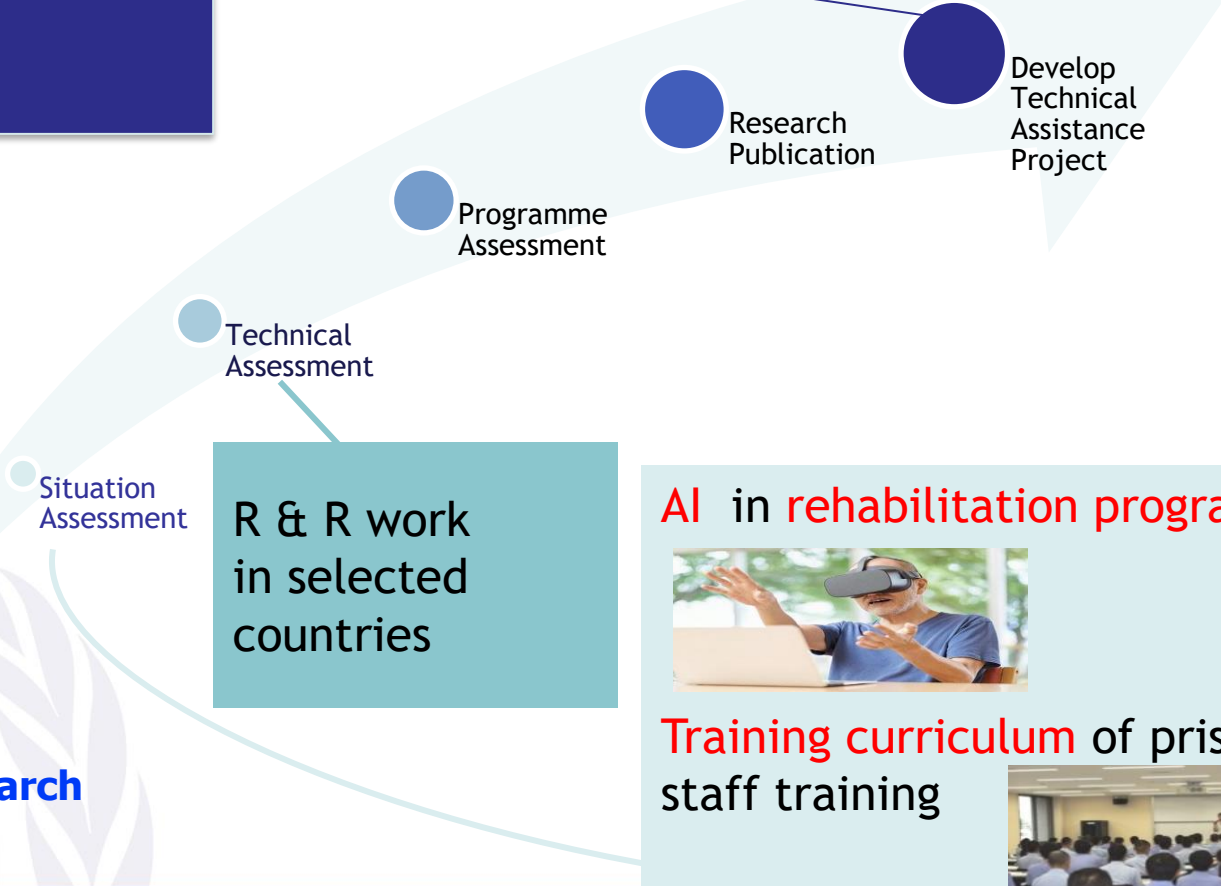 Develop
Technical
Assistance
Project
Research
Publication
Programme
Assessment
Technical
Assessment
Situation
Assessment
R & R work
in selected
countries
AI in rehabilitation progra
Training curriculum of pris
staff training
arch